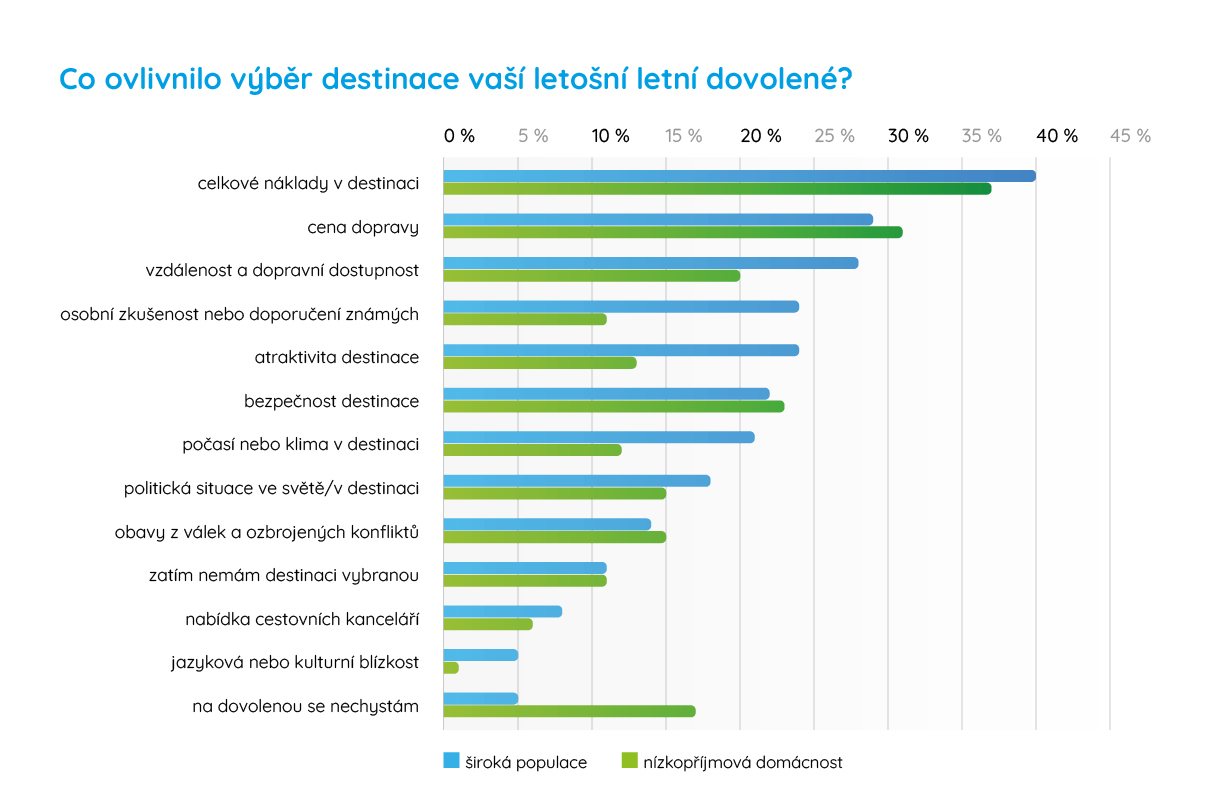 Co ovlivnilo výběr destinace vaší letošní letní dovolené?
0 % 5 % 10 % 15 % 20 % 25 % 30 % 35 % 40 % 45 %
celkové náklady v destinaci
cena dopravy
vzdálenost a dopravní dostupnost
osobní zkušenost nebo doporučení známých
atraktivita destinace
bezpečnost destinace
počasí nebo klima v destinaci
politická situace ve světě/v destinaci
obavy z válek a ozbrojených konfliktů
zatím nemám destinaci vybranou
nabídka cestovních kanceláří
jazyková nebo kulturní blízkost
na dovolenou se nechystám
široká populace nízkopříjmová domácnost